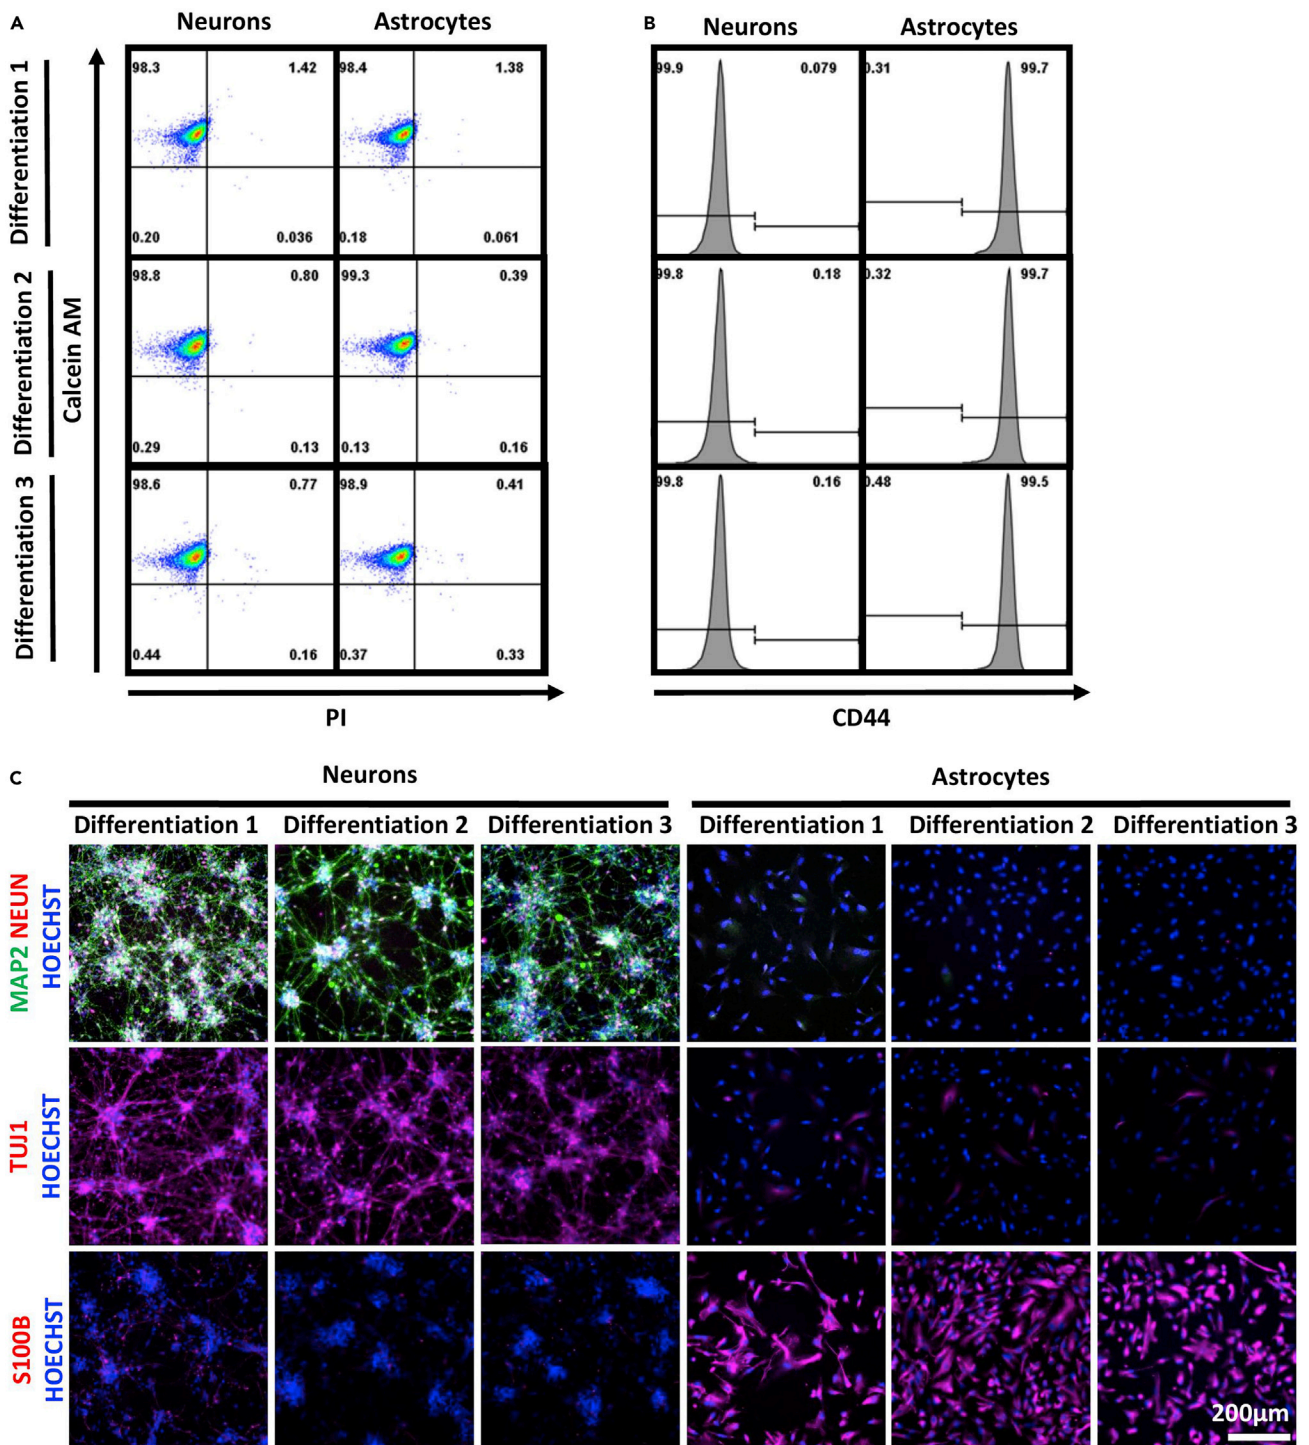 A
Neurons
Astrocytes
B
Neurons
Astrocytes
Differentiation 1
98.3
1.42
98.4
1.38
0.20
0.036
0.18
0.061
99.9
0.079
0.31
99.7
Differentiation 2
Calcein AM
98.8
0.80
99.3
0.39
0.29
0.13
0.13
0.16
99.8
0.18
0.32
99.7
Differentiation 3
98.6
0.77
98.9
0.41
0.44
0.16
0.37
0.33
99.8
0.16
0.48
99.5
PI
CD44
C
Neurons
Astrocytes
Differentiation 1
Differentiation 2
Differentiation 3
Differentiation 1
Differentiation 2
Differentiation 3
MAP2 NEUN
HOECHST
TUJ1
HOECHST
S100B
HOECHST
200μm